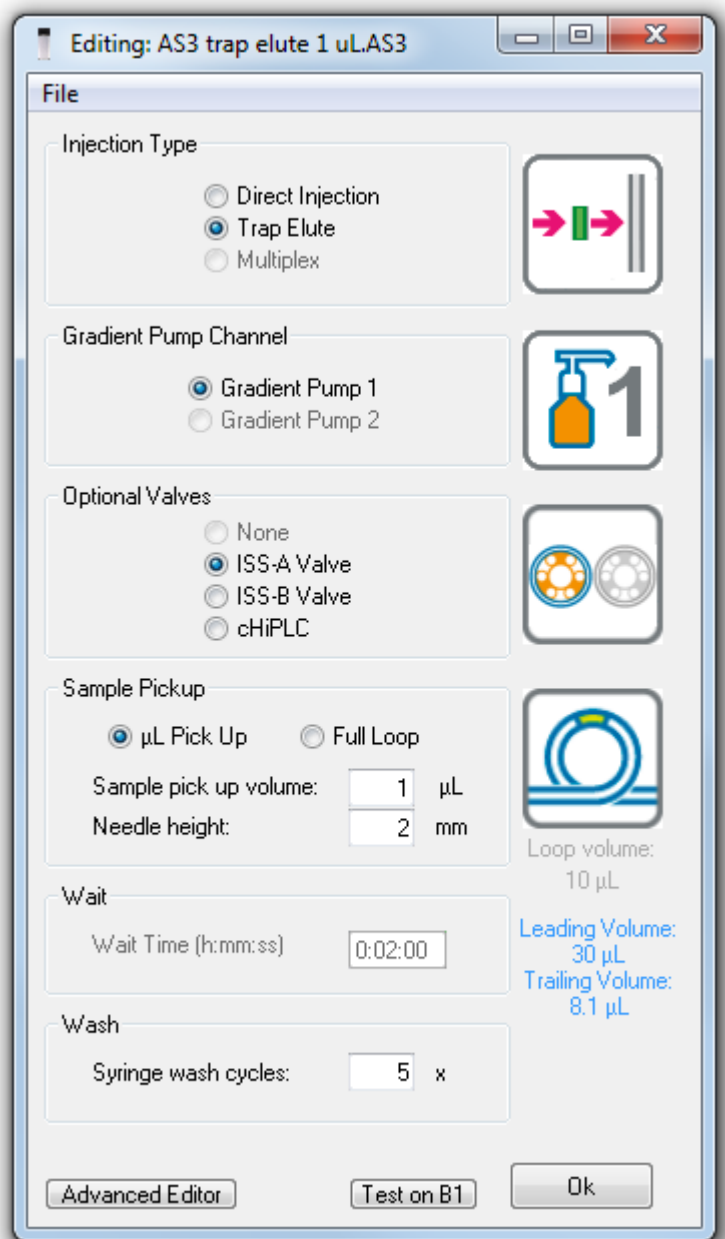 Editing: AS3 trap elute 1 uL.AS3
File
Injection Type
Direct Injection
Trap Elute
Multiplex
Gradient Pump Channel
Gradient Pump 1
Gradient Pump 2
1
Optional Valves
None
ISS-A Valve
ISS-B Valve
cHiPLC
Sample Pickup
µL Pick Up Full Loop
Sample pick up volume: 1 µL
Needle height: 2 mm
Loop volume:
10 µL
Wait
Wait Time (h:mm:ss) 0:02:00
Leading Volume:
30 µL
Trailing Volume:
8.1 µL
Wash
Syringe wash cycles: 5 x
Advanced Editor Test on B1 Ok